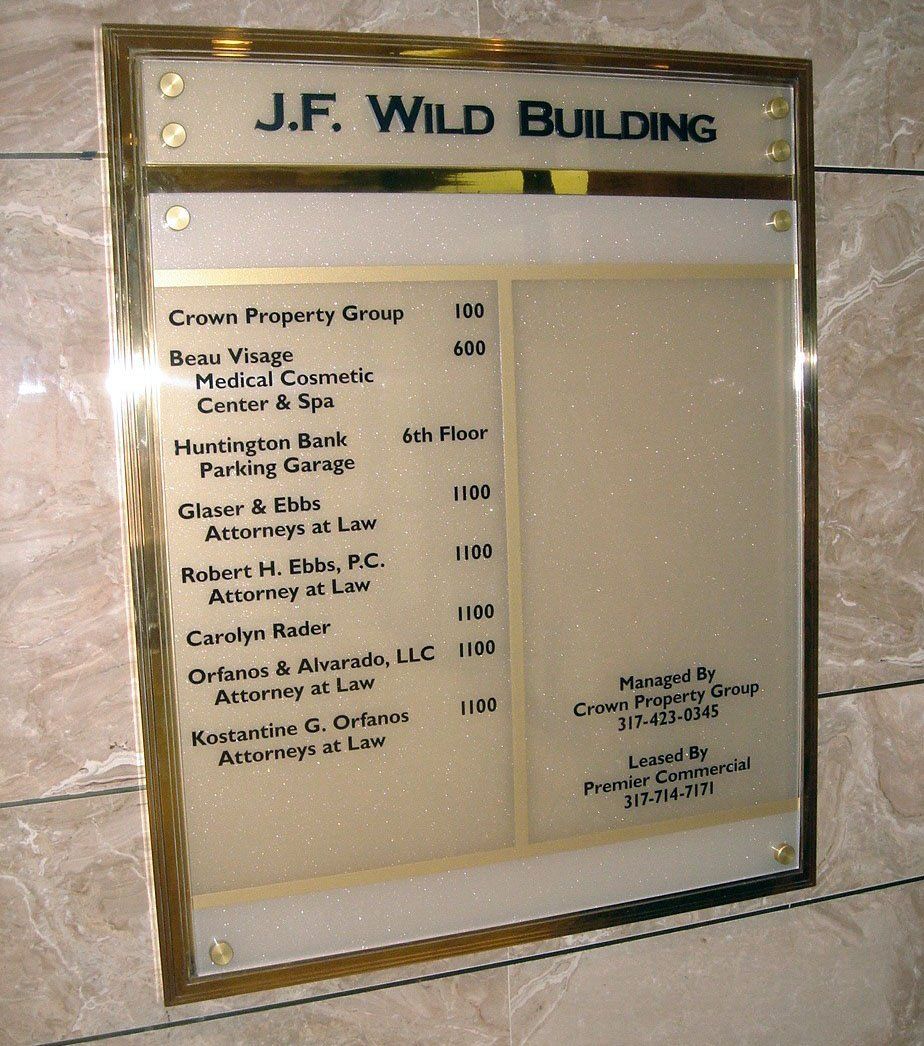 J.F. WILD BUILDING
Crown Property Group 100
Beau Visage 600
Medical Cosmetic
Center & Spa
Huntington Bank 6th Floor
Parking Garage
Glaser & Ebbs 1100
Attorneys at Law
Robert H. Ebbs, P.C. 1100
Attorney at Law
Carolyn Rader 1100
Orfanos & Alvarado, LLC 1100
Attorney at Law
Kostantine G. Orfanos 1100
Attorneys at Law
Managed By
Crown Property Group
317-423-0345
Leased By
Premier Commercial
317-714-7171